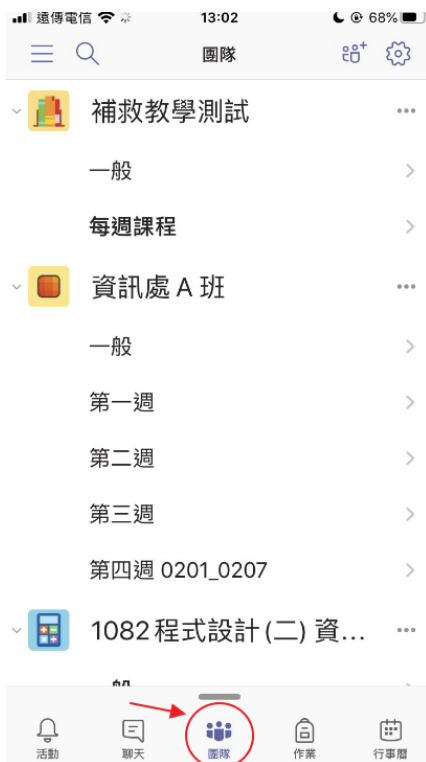 遠傳電信 13:02 68%
團隊
補救教學測試
一般
每週課程
資訊處 A 班
一般
第一週
第二週
第三週
第四週 0201_0207
1082 程式設計 (二) 資...
活動 聊天 團隊 作業 行事曆